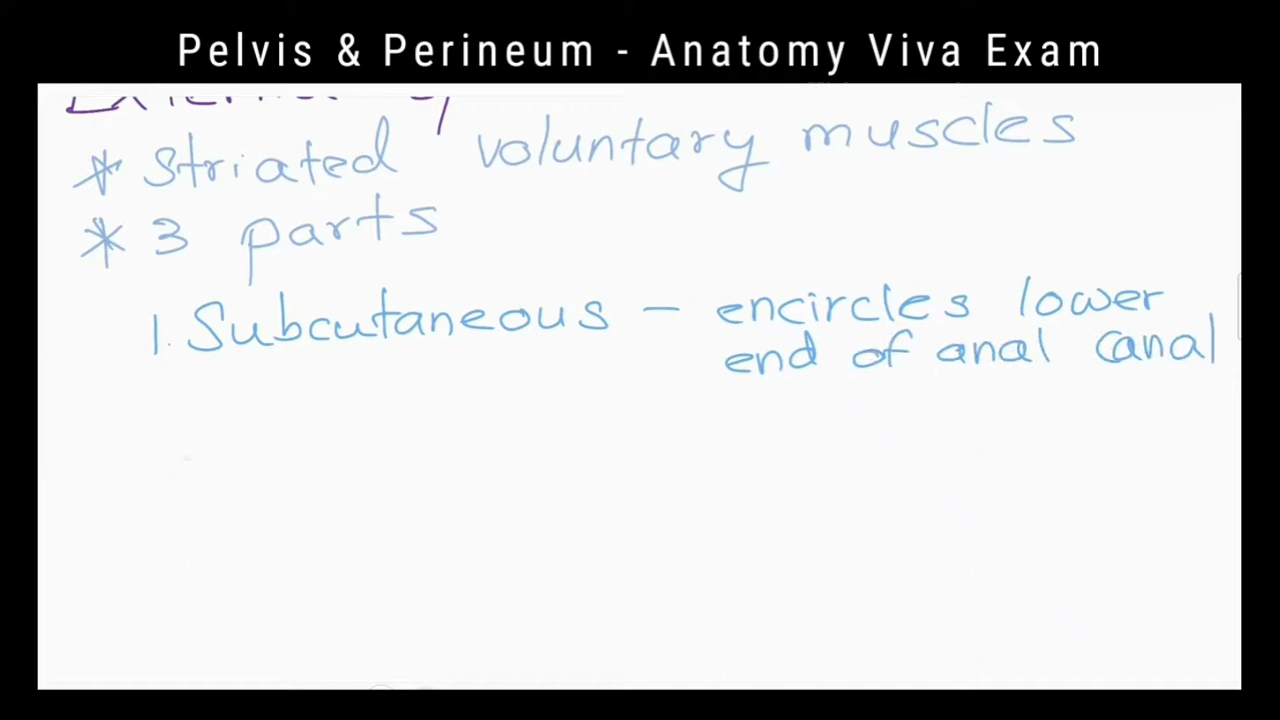 Pelvis & Perineum - Anatomy Viva Exam
* Striated voluntary muscles
* 3 parts
1. Subcutaneous - encircles lower
end of anal canal